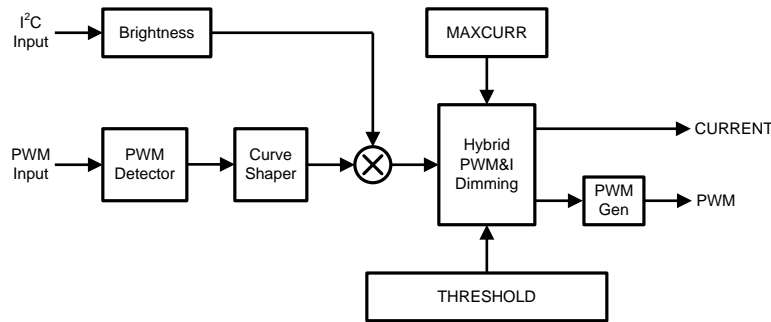 I²C
Input
Brightness
MAXCURR
PWM
Input
PWM
Detector
Curve
Shaper
Hybrid
PWM&I
Dimming
CURRENT
PWM
Gen
PWM
THRESHOLD